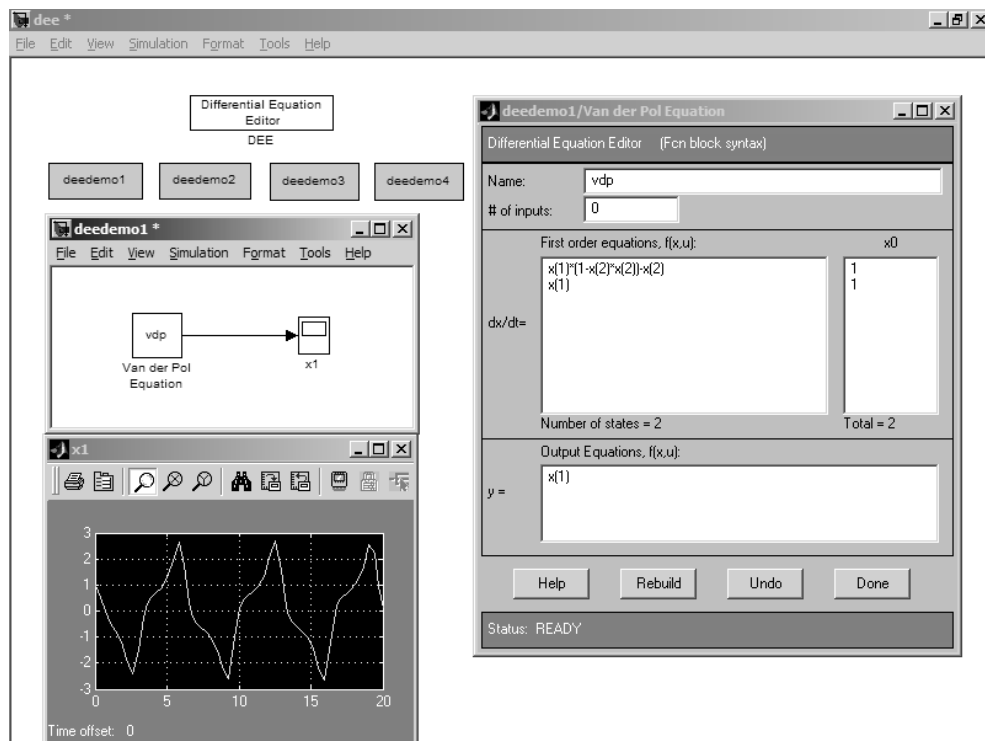 dee *
File Edit View Simulation Format Tools Help
Differential Equation
Editor
DEE
deedemo1 deedemo2 deedemo3 deedemo4
deedemo1 *
File Edit View Simulation Format Tools Help
vdp
Van der Pol
Equation
x1
x1
3
2
1
0
-1
-2
-3
0 5 10 15 20
Time offset: 0
deedemo1/Van der Pol Equation
Differential Equation Editor (Fcn block syntax)
Name: vdp
# of inputs: 0
First order equations, f(x,u): x0
dx/dt=
x(1)*(1-x(2)*x(2))-x(2)
x(1)
1
1
Number of states = 2 Total = 2
Output Equations, f(x,u):
y = x(1)
Help Rebuild Undo Done
Status: READY